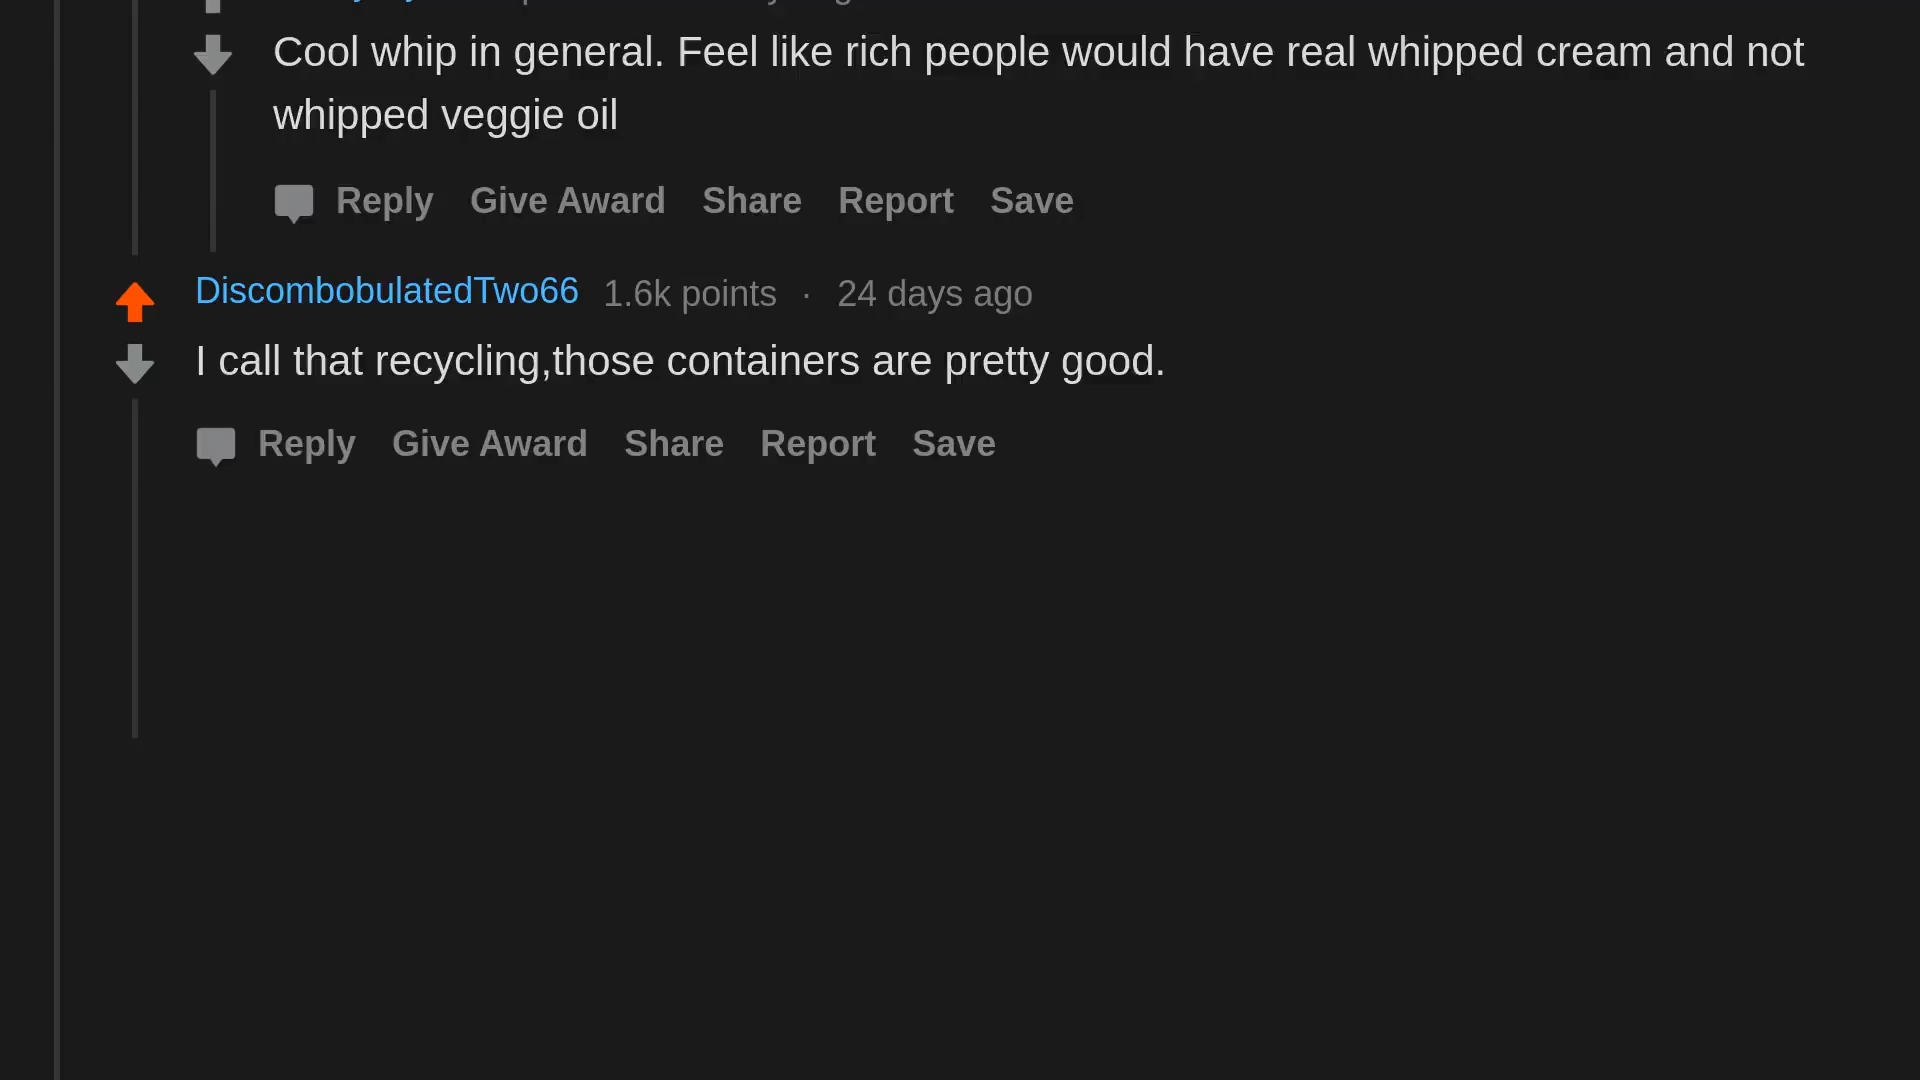 Cool whip in general. Feel like rich people would have real whipped cream and not
whipped veggie oil
Reply Give Award Share Report Save
DiscombobulatedTwo66 1.6k points · 24 days ago
I call that recycling,those containers are pretty good.
Reply Give Award Share Report Save